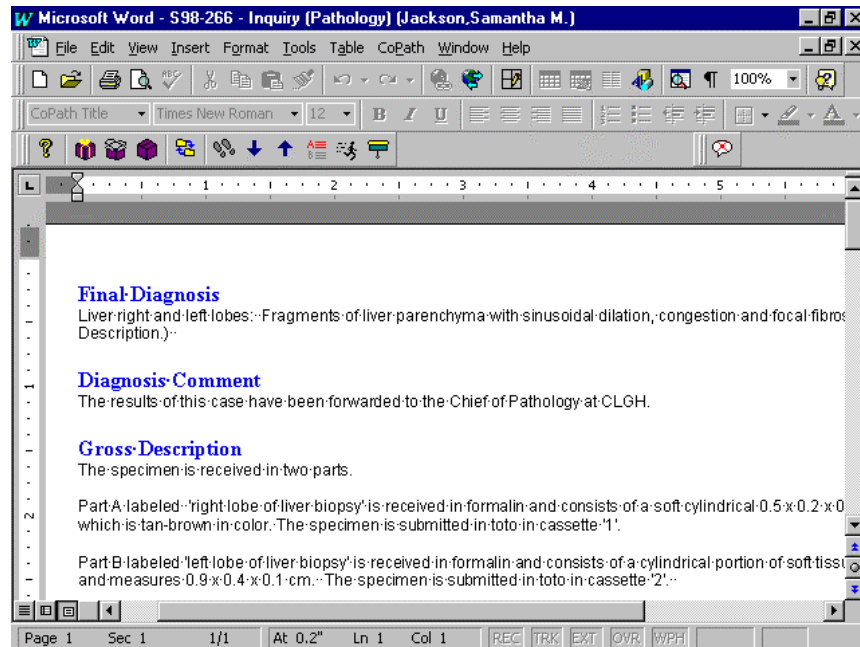 Microsoft Word - S98-266 - Inquiry (Pathology) (Jackson,Samantha M.)
File Edit View Insert Format Tools Table CoPath Window Help
ABC
100%
CoPath Title Times New Roman 12 B I U A
1 2 3 4 5
Final Diagnosis
Liver right and left lobes: Fragments of liver parenchyma with sinusoidal dilation, congestion and focal
Description.)
Diagnosis Comment
The results of this case have been forwarded to the Chief of Pathology at CLGH.
Gross Description
The specimen is received in two parts.
Part A labeled 'right lobe of liver biopsy' is received in formalin and consists of a soft cylindrical 0.5 x 0.2 x 0
which is tan-brown in color. The specimen is submitted in toto in cassette '1'.
Part B labeled 'left lobe of liver biopsy' is received in formalin and consists of a cylindrical portion of soft
and measures 0.9 x 0.4 x 0.1 cm. The specimen is submitted in toto in cassette '2'.
Page 1 Sec 1 1/1 At 0.2" Ln 1 Col 1 REC TRK EXT OVR WPH